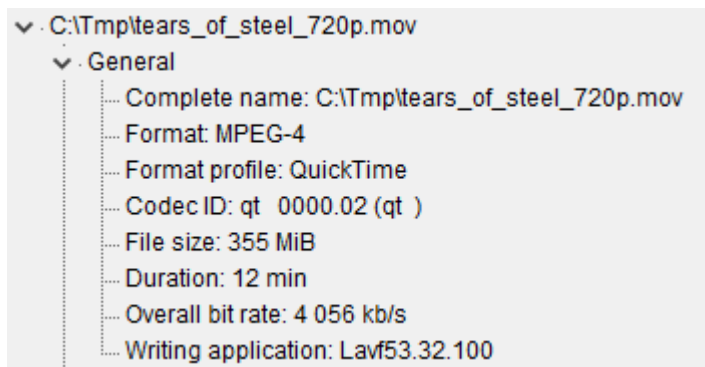 C:\Tmp\tears_of_steel_720p.mov
General
Complete name: C:\Tmp\tears_of_steel_720p.mov
Format: MPEG-4
Format profile: QuickTime
Codec ID: qt   0000.02 (qt  )
File size: 355 MiB
Duration: 12 min
Overall bit rate: 4 056 kb/s
Writing application: Lavf53.32.100